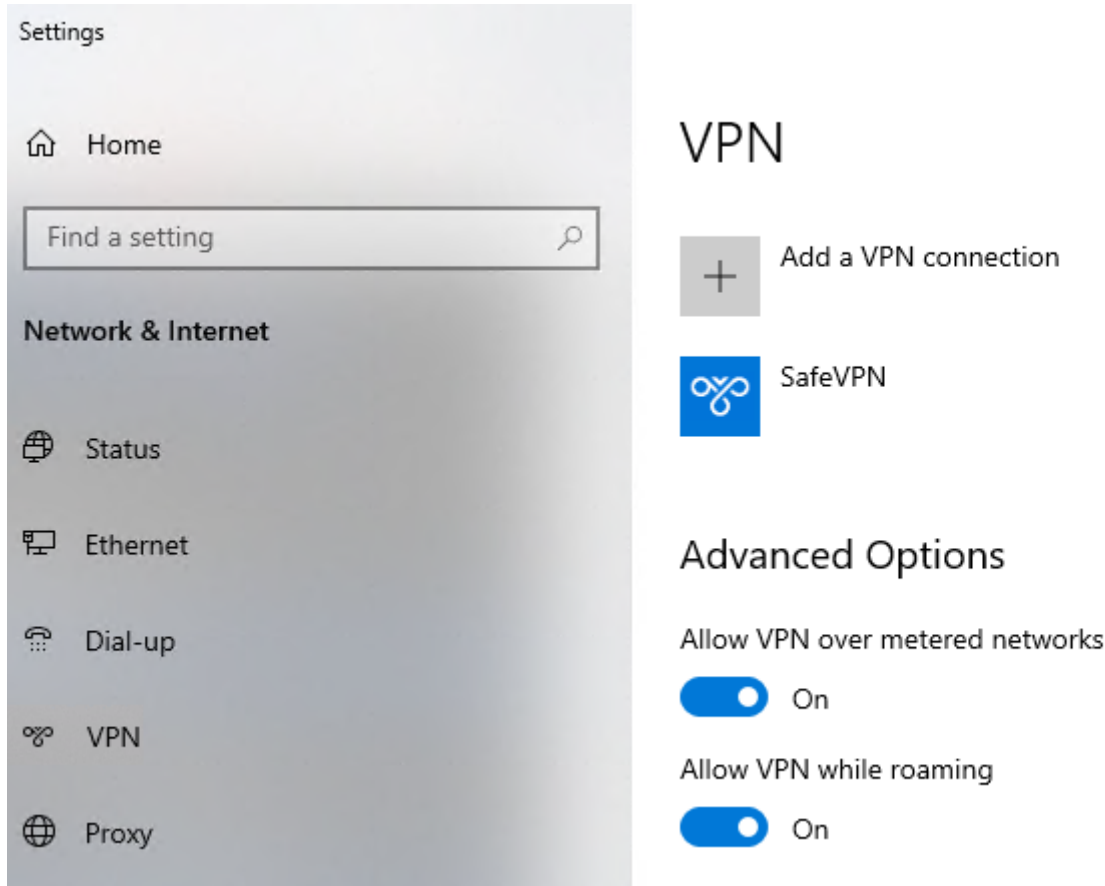 Settings
Home
Find a setting
Network & Internet
Status
Ethernet
Dial-up
VPN
Proxy
VPN
Add a VPN connection
SafeVPN
Advanced Options
Allow VPN over metered networks
On
Allow VPN while roaming
On